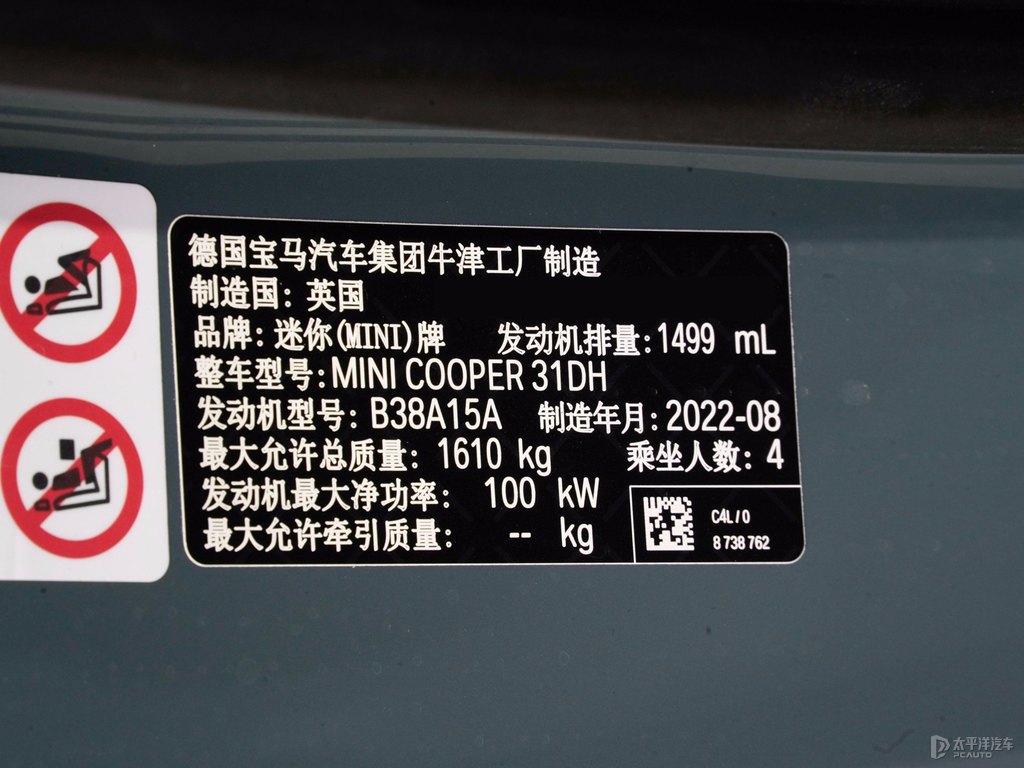 德国宝马汽车集团牛津工厂制造
制造国：英国
品牌：迷你(MINI)牌 发动机排量：1499 mL
整车型号：MINI COOPER 31DH
发动机型号：B38A15A 制造年月：2022-08
最大允许总质量：1610 kg 乘坐人数：4
发动机最大净功率：100 kW
最大允许牵引质量：-- kg
C4L/0
8 738 762
太平洋汽车
PCAUTO